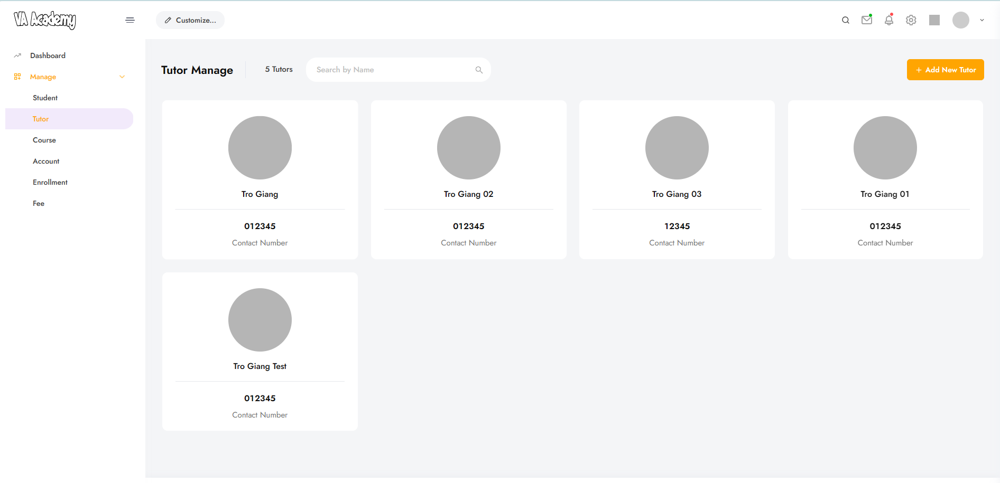 VA Academy
Customize...
Dashboard
Manage
Student
Tutor
Course
Account
Enrollment
Fee
Tutor Manage
5 Tutors
Search by Name
+ Add New Tutor
Tro Giang
012345
Contact Number
Tro Giang 02
012345
Contact Number
Tro Giang 03
12345
Contact Number
Tro Giang 01
012345
Contact Number
Tro Giang Test
012345
Contact Number